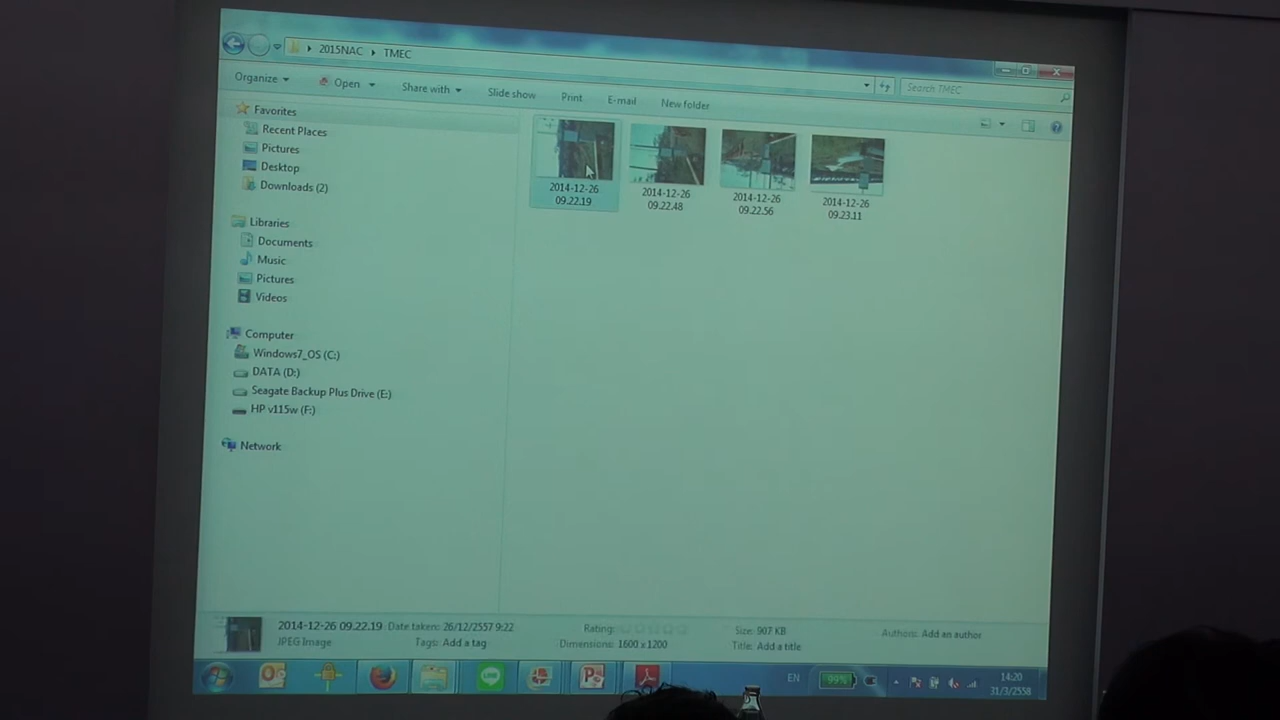 2015NAC TMEC
Search TMEC
Organize Open Share with Slide show Print E-mail New folder
Favorites
Recent Places
Pictures
Desktop
Downloads (2)
Libraries
Documents
Music
Pictures
Videos
Computer
Windows7_OS (C:)
DATA (D:)
Seagate Backup Plus Drive (E:)
HP v115w (F:)
Network
2014-12-26
09.22.19
2014-12-26
09.22.48
2014-12-26
09.22.56
2014-12-26
09.23.11
2014-12-26 09.22.19 Date taken: 26/12/2557 9:22 Rating: Size: 907 KB Authors: Add an author
JPEG Image Tags: Add a tag Dimensions: 1600 x 1200 Title: Add a title
LINE
EN 99% 14:20
31/3/2558